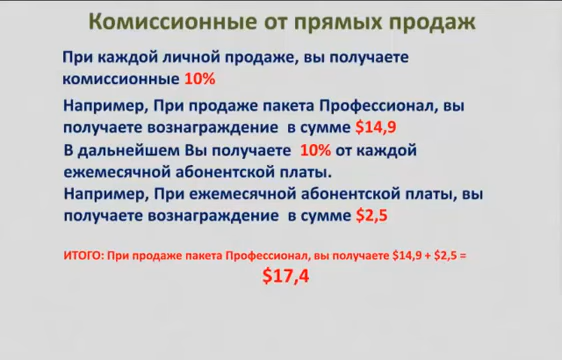 Комиссионные от прямых продаж
При каждой личной продаже, вы получаете
комиссионные 10%
Например, При продаже пакета Профессионал, вы
получаете вознаграждение в сумме $14,9
В дальнейшем Вы получаете 10% от каждой
ежемесячной абонентской платы.
Например, При ежемесячной абонентской платы, вы
получаете вознаграждение в сумме $2,5
ИТОГО: При продаже пакета Профессионал, вы получаете $14,9 + $2,5 =
$17,4